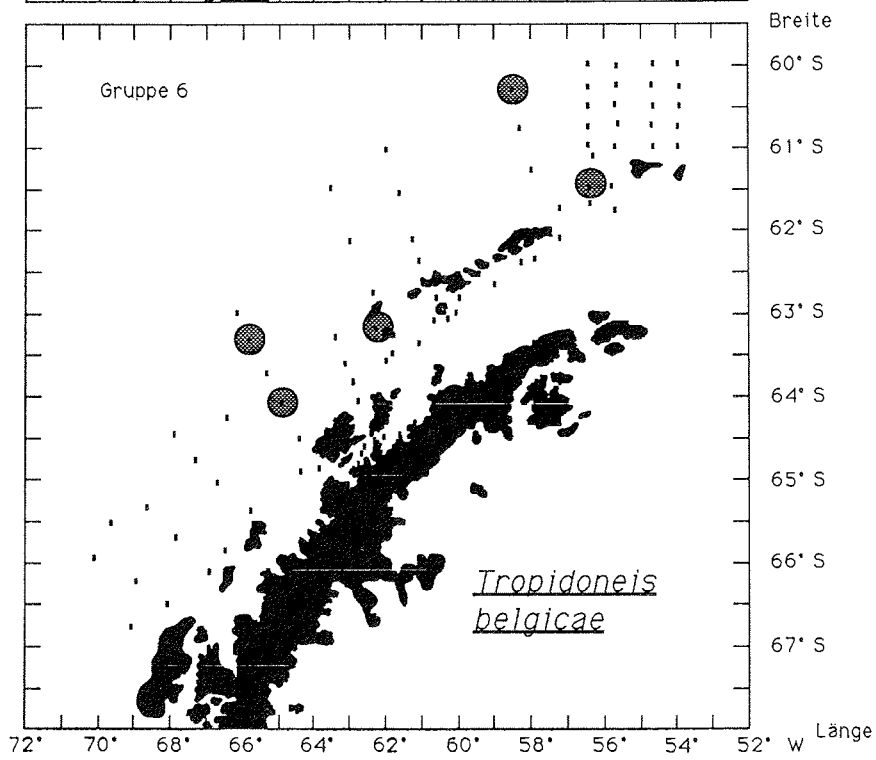 Breite
60° S
Gruppe 6
61° S
62° S
63° S
64° S
65° S
66° S
Tropidoneis
belgicae
67° S
72° 70° 68° 66° 64° 62° 60° 58° 56° 54° 52° W Länge